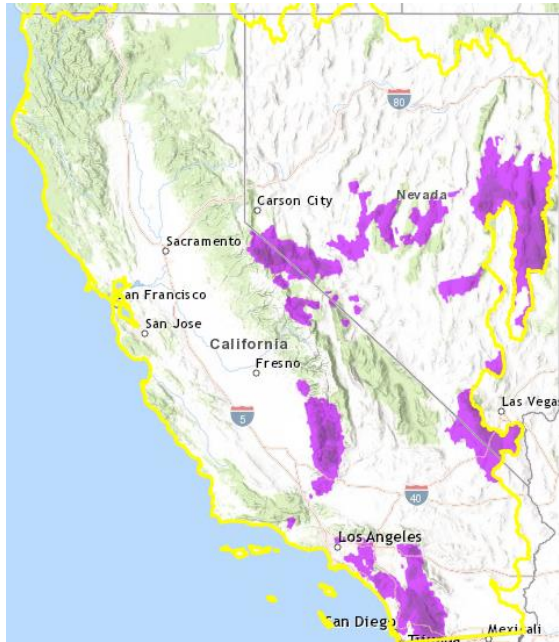 80
Nevada
Carson City
Sacramento
San Francisco
San Jose
California
Fresno
Las Vegas
5
40
Los Angeles
San Diego
Mexicali